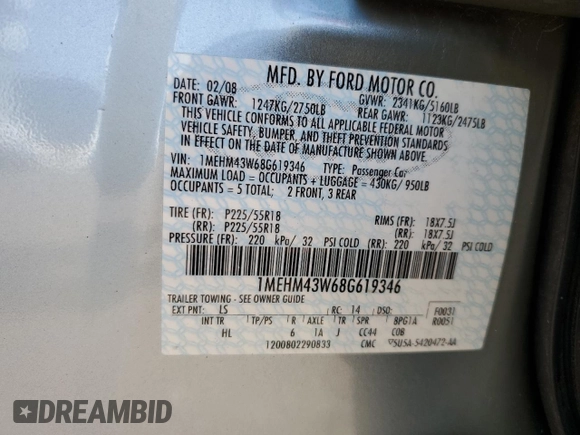 MFD. BY FORD MOTOR CO.
DATE: 02/08 GVWR: 2341KG/5160LB
FRONT GAWR: 1247KG/2750LB REAR GAWR: 1123KG/2475LB
THIS VEHICLE CONFORMS TO ALL APPLICABLE FEDERAL MOTOR
VEHICLE SAFETY, BUMPER, AND THEFT PREVENTION STANDARDS
IN EFFECT ON THE DATE OF MANUFACTURE SHOWN ABOVE.
VIN: 1MEHM43W68G619346 TYPE: Passenger Car
MAXIMUM LOAD = OCCUPANTS + LUGGAGE = 430KG/ 950LB
OCCUPANTS = 5 TOTAL; 2 FRONT, 3 REAR
TIRE (FR): P225/55R18 RIMS (FR): 18X7.5J
(RR): P225/55R18 (RR): 18X7.5J
PRESSURE (FR): 220 kPa/ 32 PSI COLD (RR): 220 kPa/ 32 PSI COLD
1MEHM43W68G619346
TRAILER TOWING - SEE OWNER GUIDE
EXT PNT: LS RC: 14 DSO: F0031
INT TR TP/PS R AXLE TR SPR BPG1A R0051
HL 6 1A J CC44 COB
1200802290833 CMC 5U5A-5420472-AA
DREAMBID